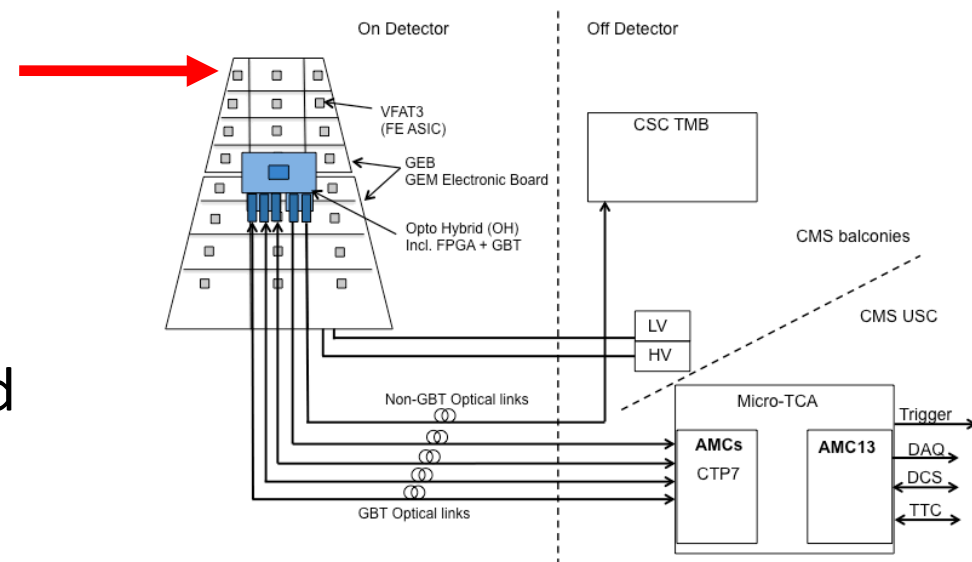 On Detector
Off Detector
VFAT3
(FE ASIC)
CSC TMB
GEB
GEM Electronic Board
Opto Hybrid (OH)
Incl. FPGA + GBT
CMS balconies
CMS USC
LV
HV
d
Non-GBT Optical links
Micro-TCA
Trigger
AMCs
CTP7
AMC13
DAQ
DCS
TTC
GBT Optical links